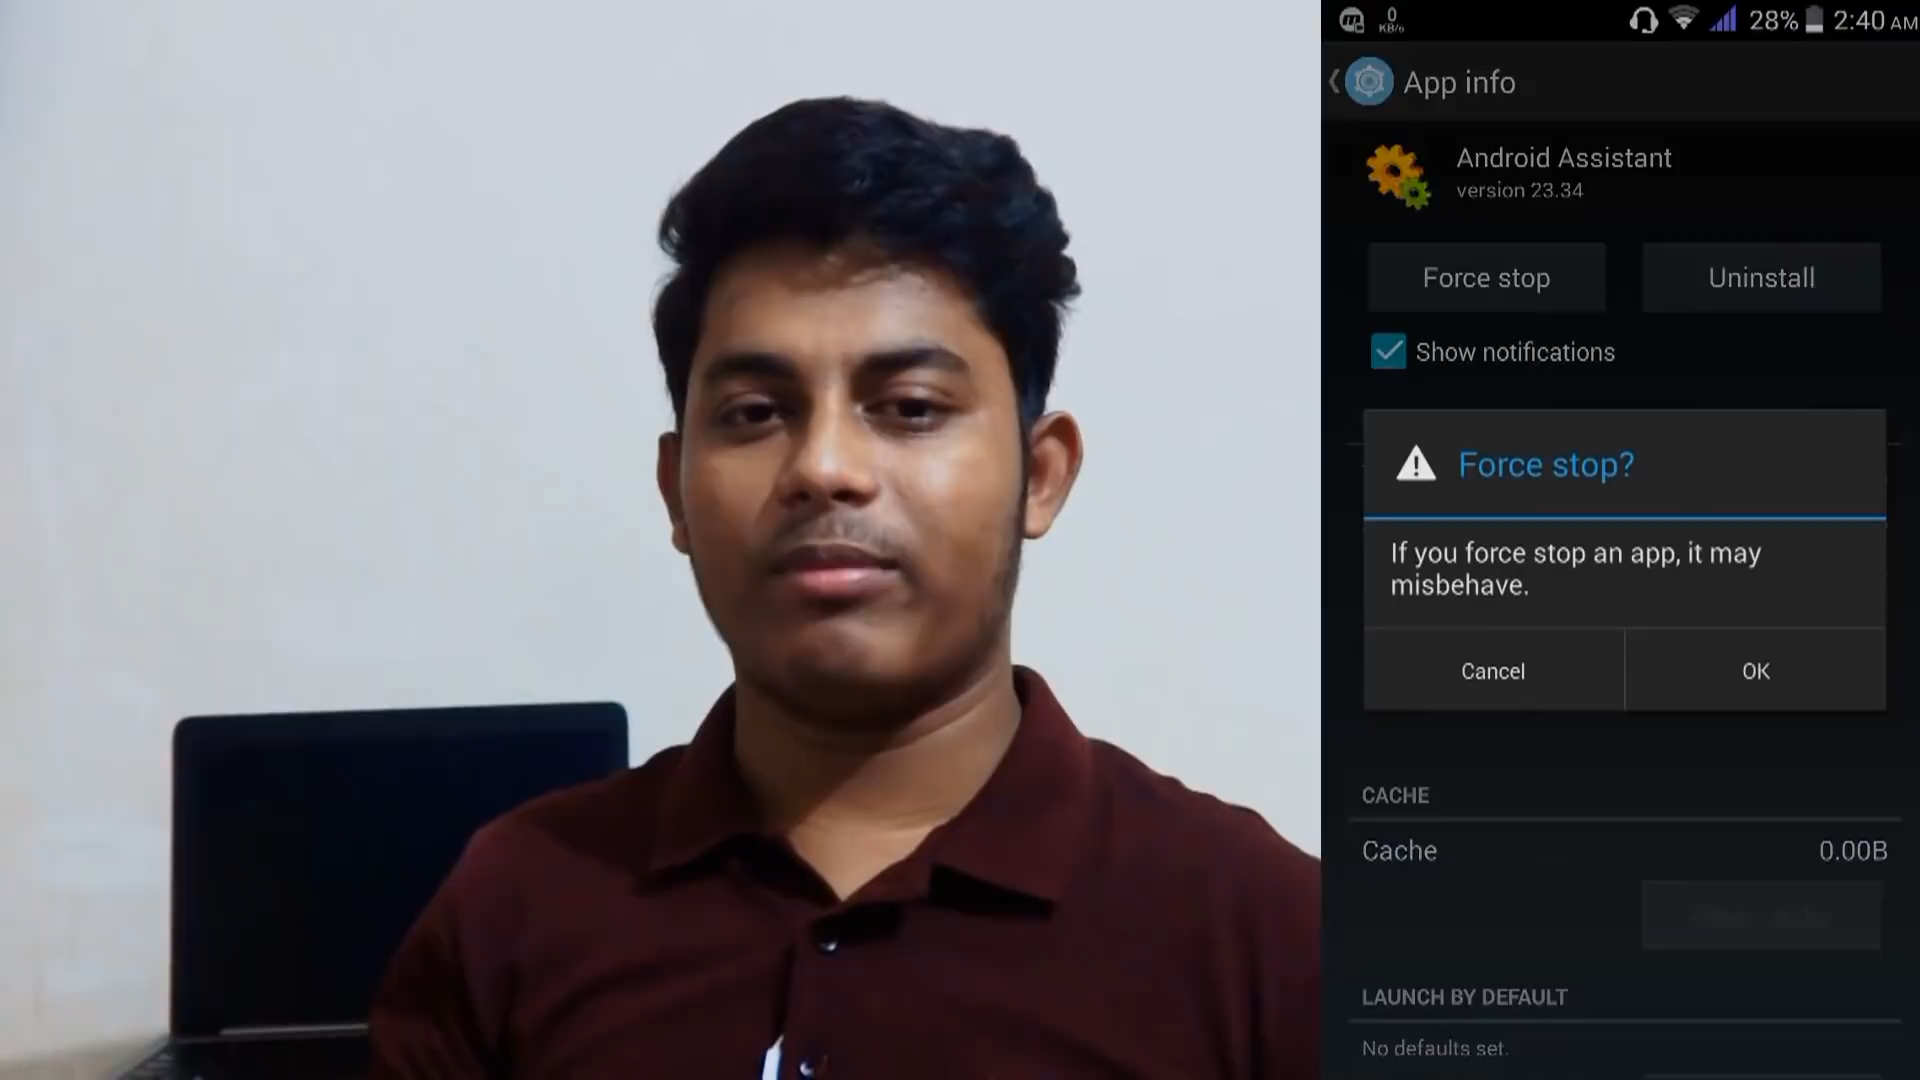 0
KB/s
28%
2:40 AM
App info
Android Assistant
version 23.34
Force stop
Uninstall
Show notifications
Force stop?
If you force stop an app, it may
misbehave.
Cancel
OK
CACHE
Cache
0.00B
LAUNCH BY DEFAULT
No defaults set.